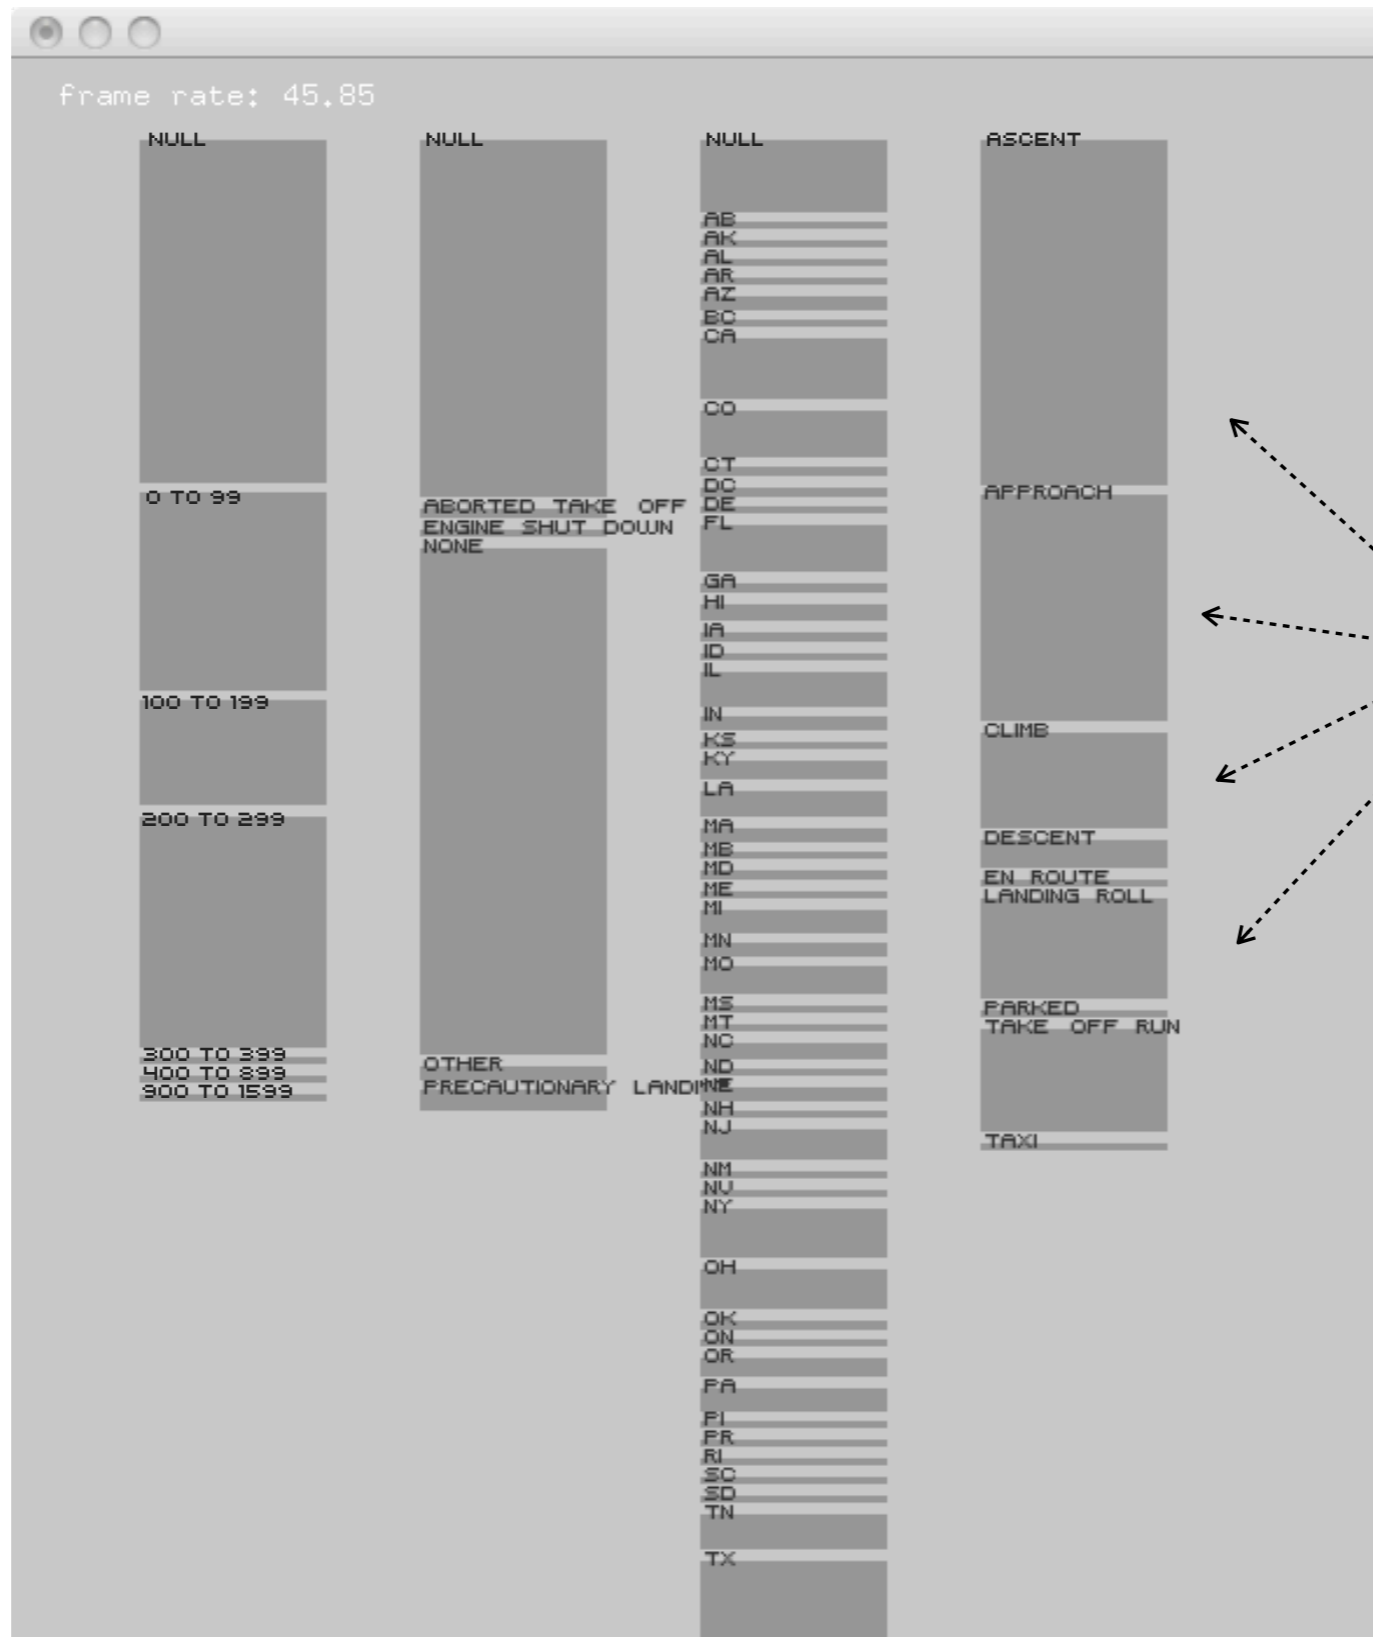 frame rate: 45.85
NULL
0 TO 99
100 TO 199
200 TO 299
300 TO 399
400 TO 899
900 TO 1599
NULL
ABORTED TAKE OFF
ENGINE SHUT DOWN
NONE
OTHER
PRECAUTIONARY
NULL
AB
AK
AL
AR
AZ
BC
CA
CO
CT
DC
DE
FL
GA
HI
IA
ID
IL
IN
KS
KY
LA
MA
MB
MD
ME
MI
MN
MO
MS
MT
NC
ND
NE
NH
NJ
NM
NV
NY
OH
OK
ON
OR
PA
PI
PR
RI
SC
SD
TN
TX
ASCENT
APPROACH
CLIMB
DESCENT
EN ROUTE
LANDING ROLL
PARKED
TAKE OFF RUN
TAXI